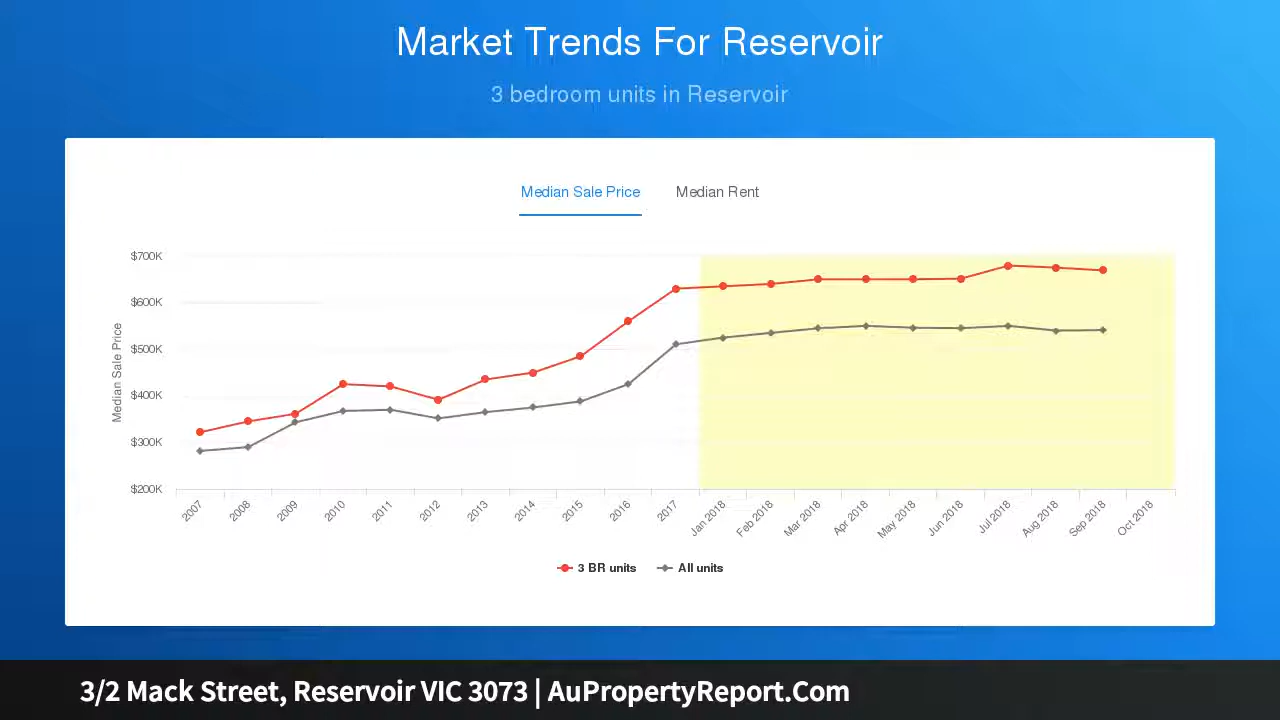 Market Trends For Reservoir
3 bedroom units in Reservoir
Median Sale Price Median Rent
$700K
$600K
$500K
$400K
$300K
$200K
Median Sale Price
2007 2008 2009 2010 2011 2012 2013 2014 2015 2016 2017 Jan 2018 Feb 2018 Mar 2018 Apr 2018 May 2018 Jun 2018 Jul 2018 Aug 2018 Sep 2018 Oct 2018
3 BR units All units
3/2 Mack Street, Reservoir VIC 3073 | AuPropertyReport.Com